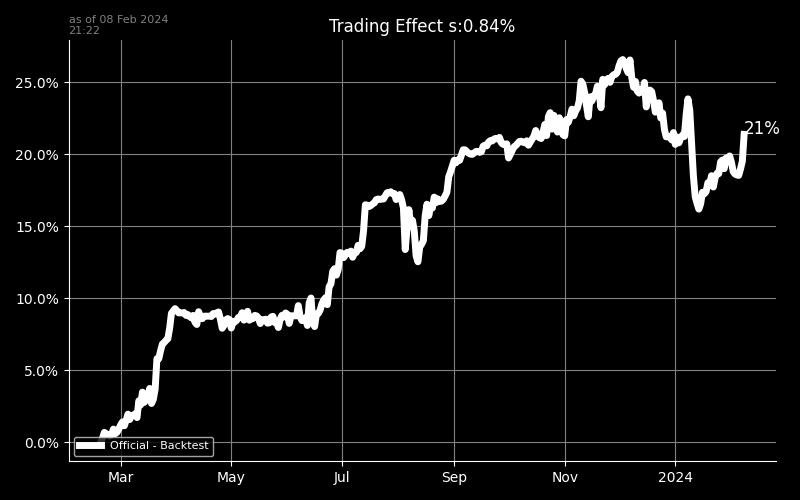 as of 08 Feb 2024
21:22
Trading Effect s:0.84%
25.0%
20.0%
15.0%
10.0%
5.0%
0.0%
21%
Official - Backtest
Mar May Jul Sep Nov 2024